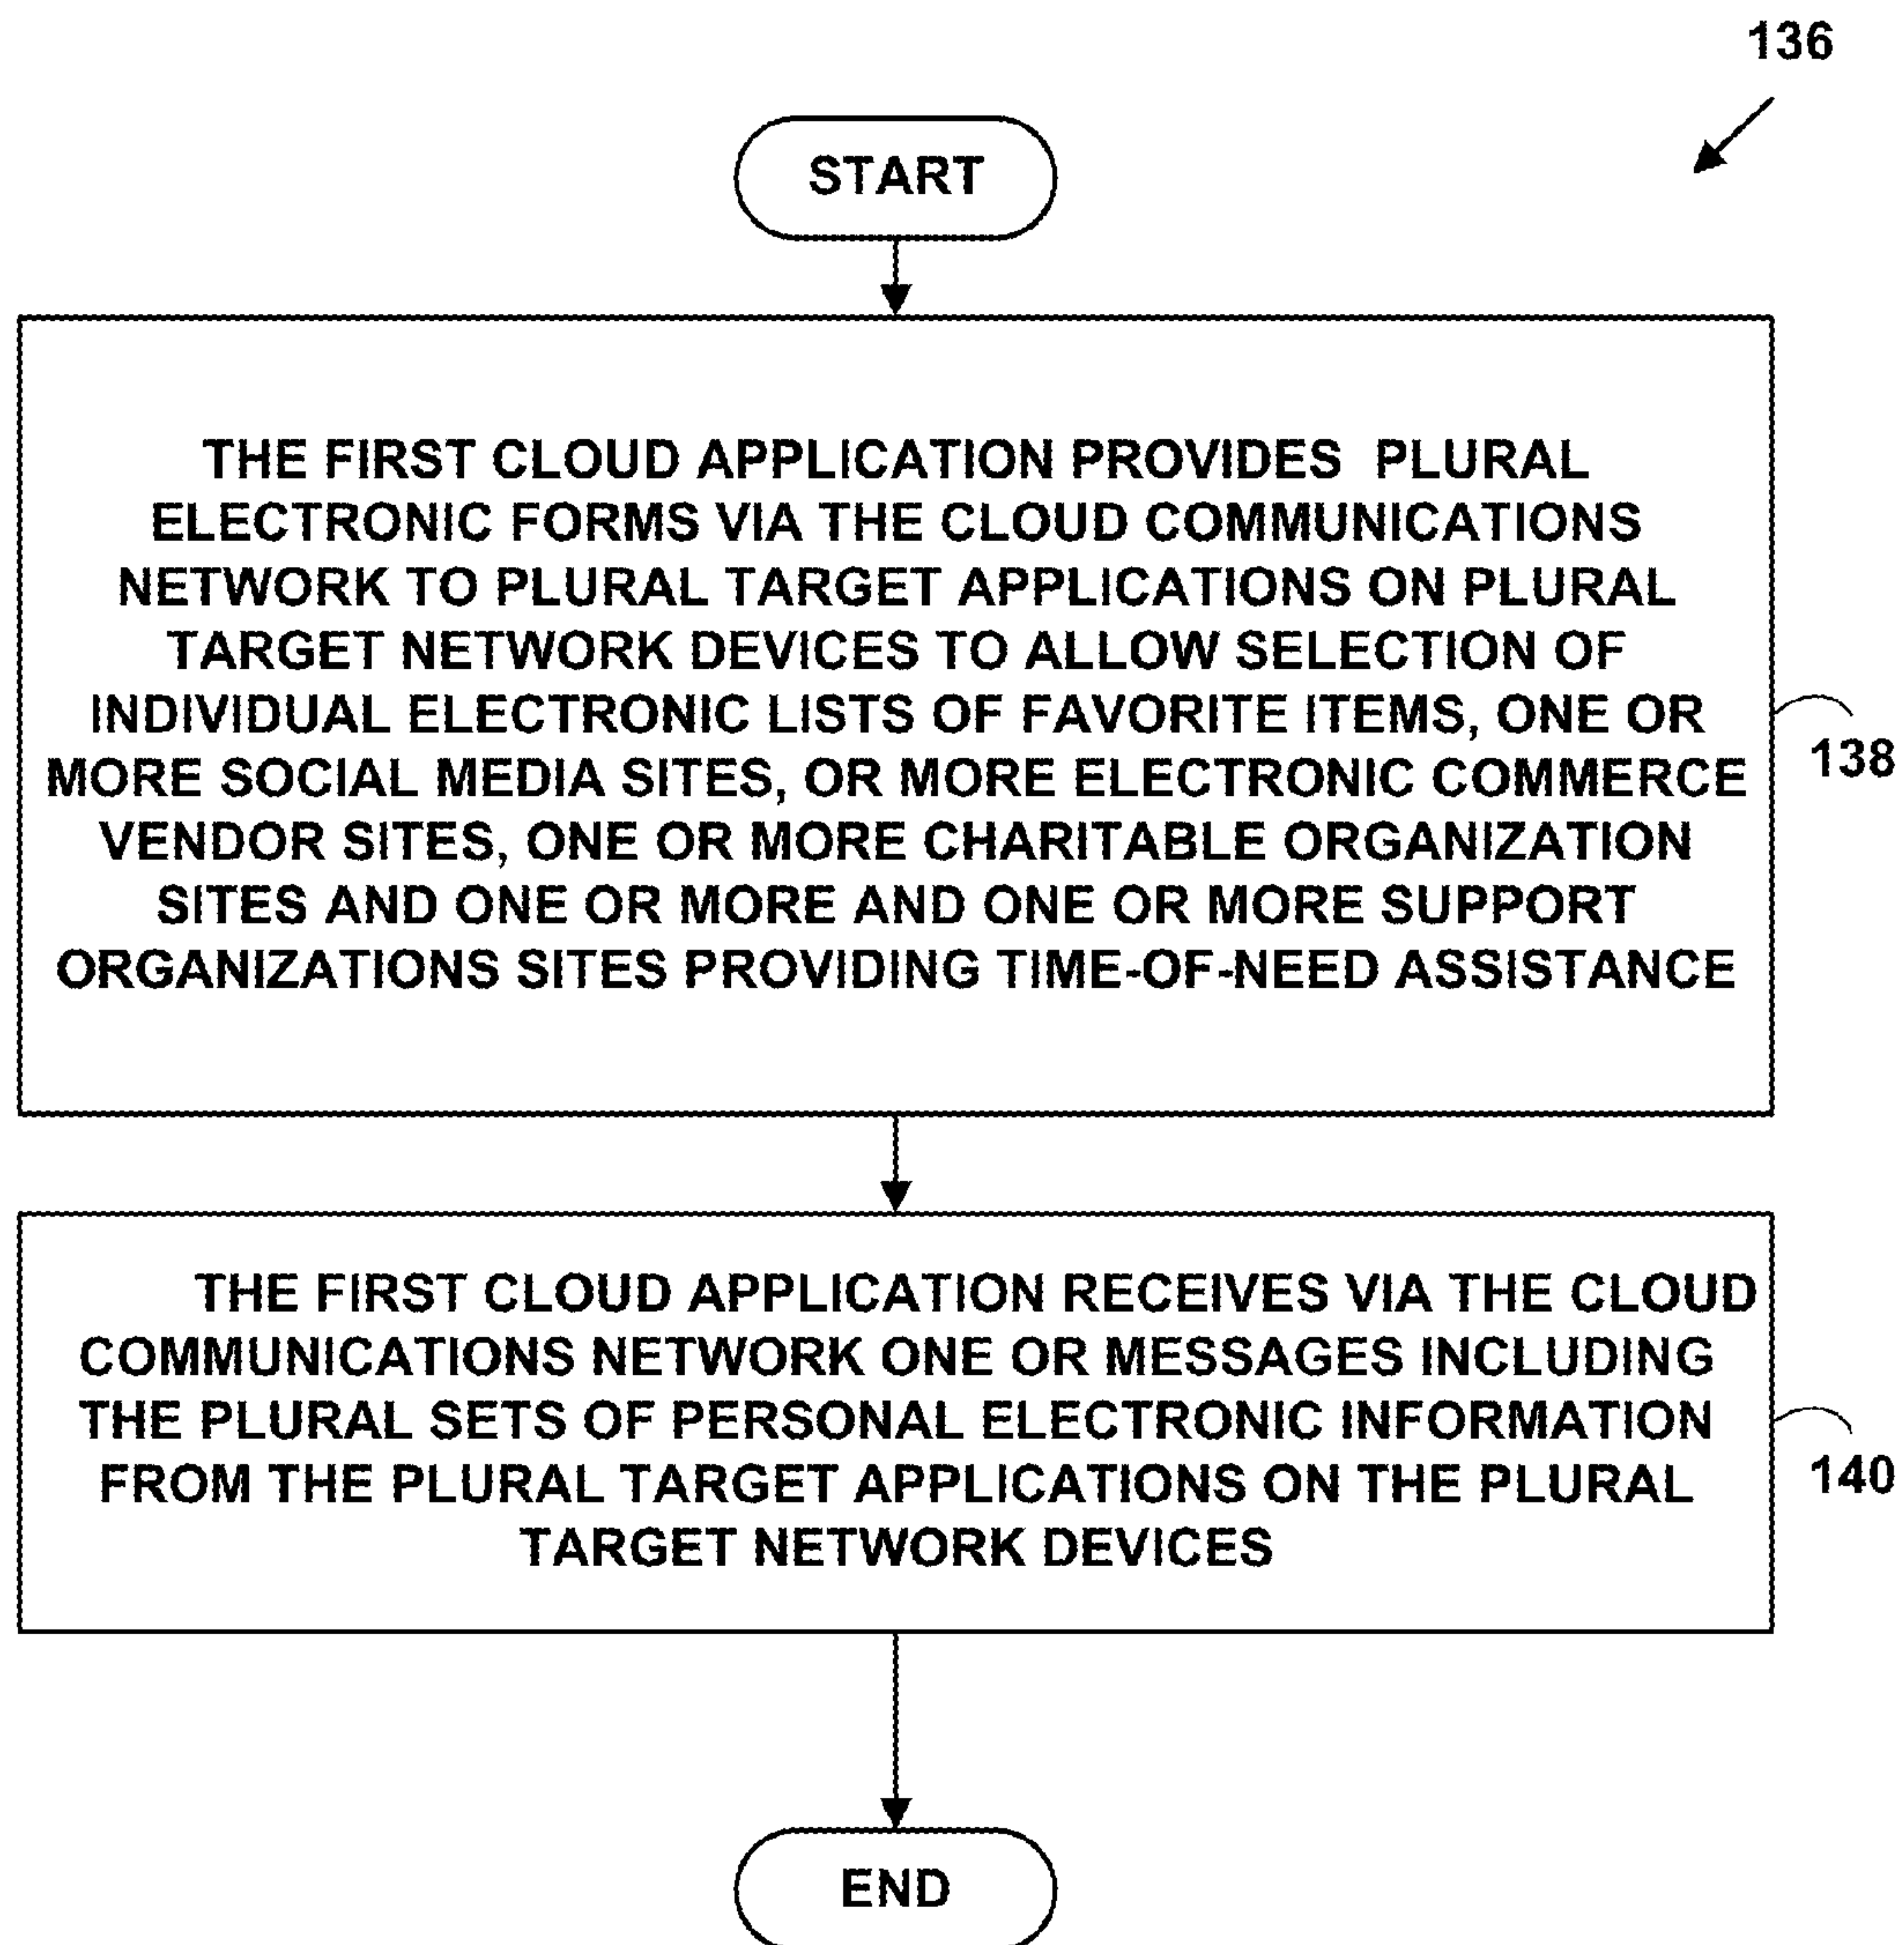 136
START
THE FIRST CLOUD APPLICATION PROVIDES PLURAL
ELECTRONIC FORMS VIA THE CLOUD COMMUNICATIONS
NETWORK TO PLURAL TARGET APPLICATIONS ON PLURAL
TARGET NETWORK DEVICES TO ALLOW SELECTION OF
INDIVIDUAL ELECTRONIC LISTS OF FAVORITE ITEMS, ONE OR
MORE SOCIAL MEDIA SITES, OR MORE ELECTRONIC COMMERCE
VENDOR SITES, ONE OR MORE CHARITABLE ORGANIZATION
SITES AND ONE OR MORE AND ONE OR MORE SUPPORT
ORGANIZATIONS SITES PROVIDING TIME-OF-NEED ASSISTANCE
138
THE FIRST CLOUD APPLICATION RECEIVES VIA THE CLOUD
COMMUNICATIONS NETWORK ONE OR MESSAGES INCLUDING
THE PLURAL SETS OF PERSONAL ELECTRONIC INFORMATION
FROM THE PLURAL TARGET APPLICATIONS ON THE PLURAL
TARGET NETWORK DEVICES
140
END